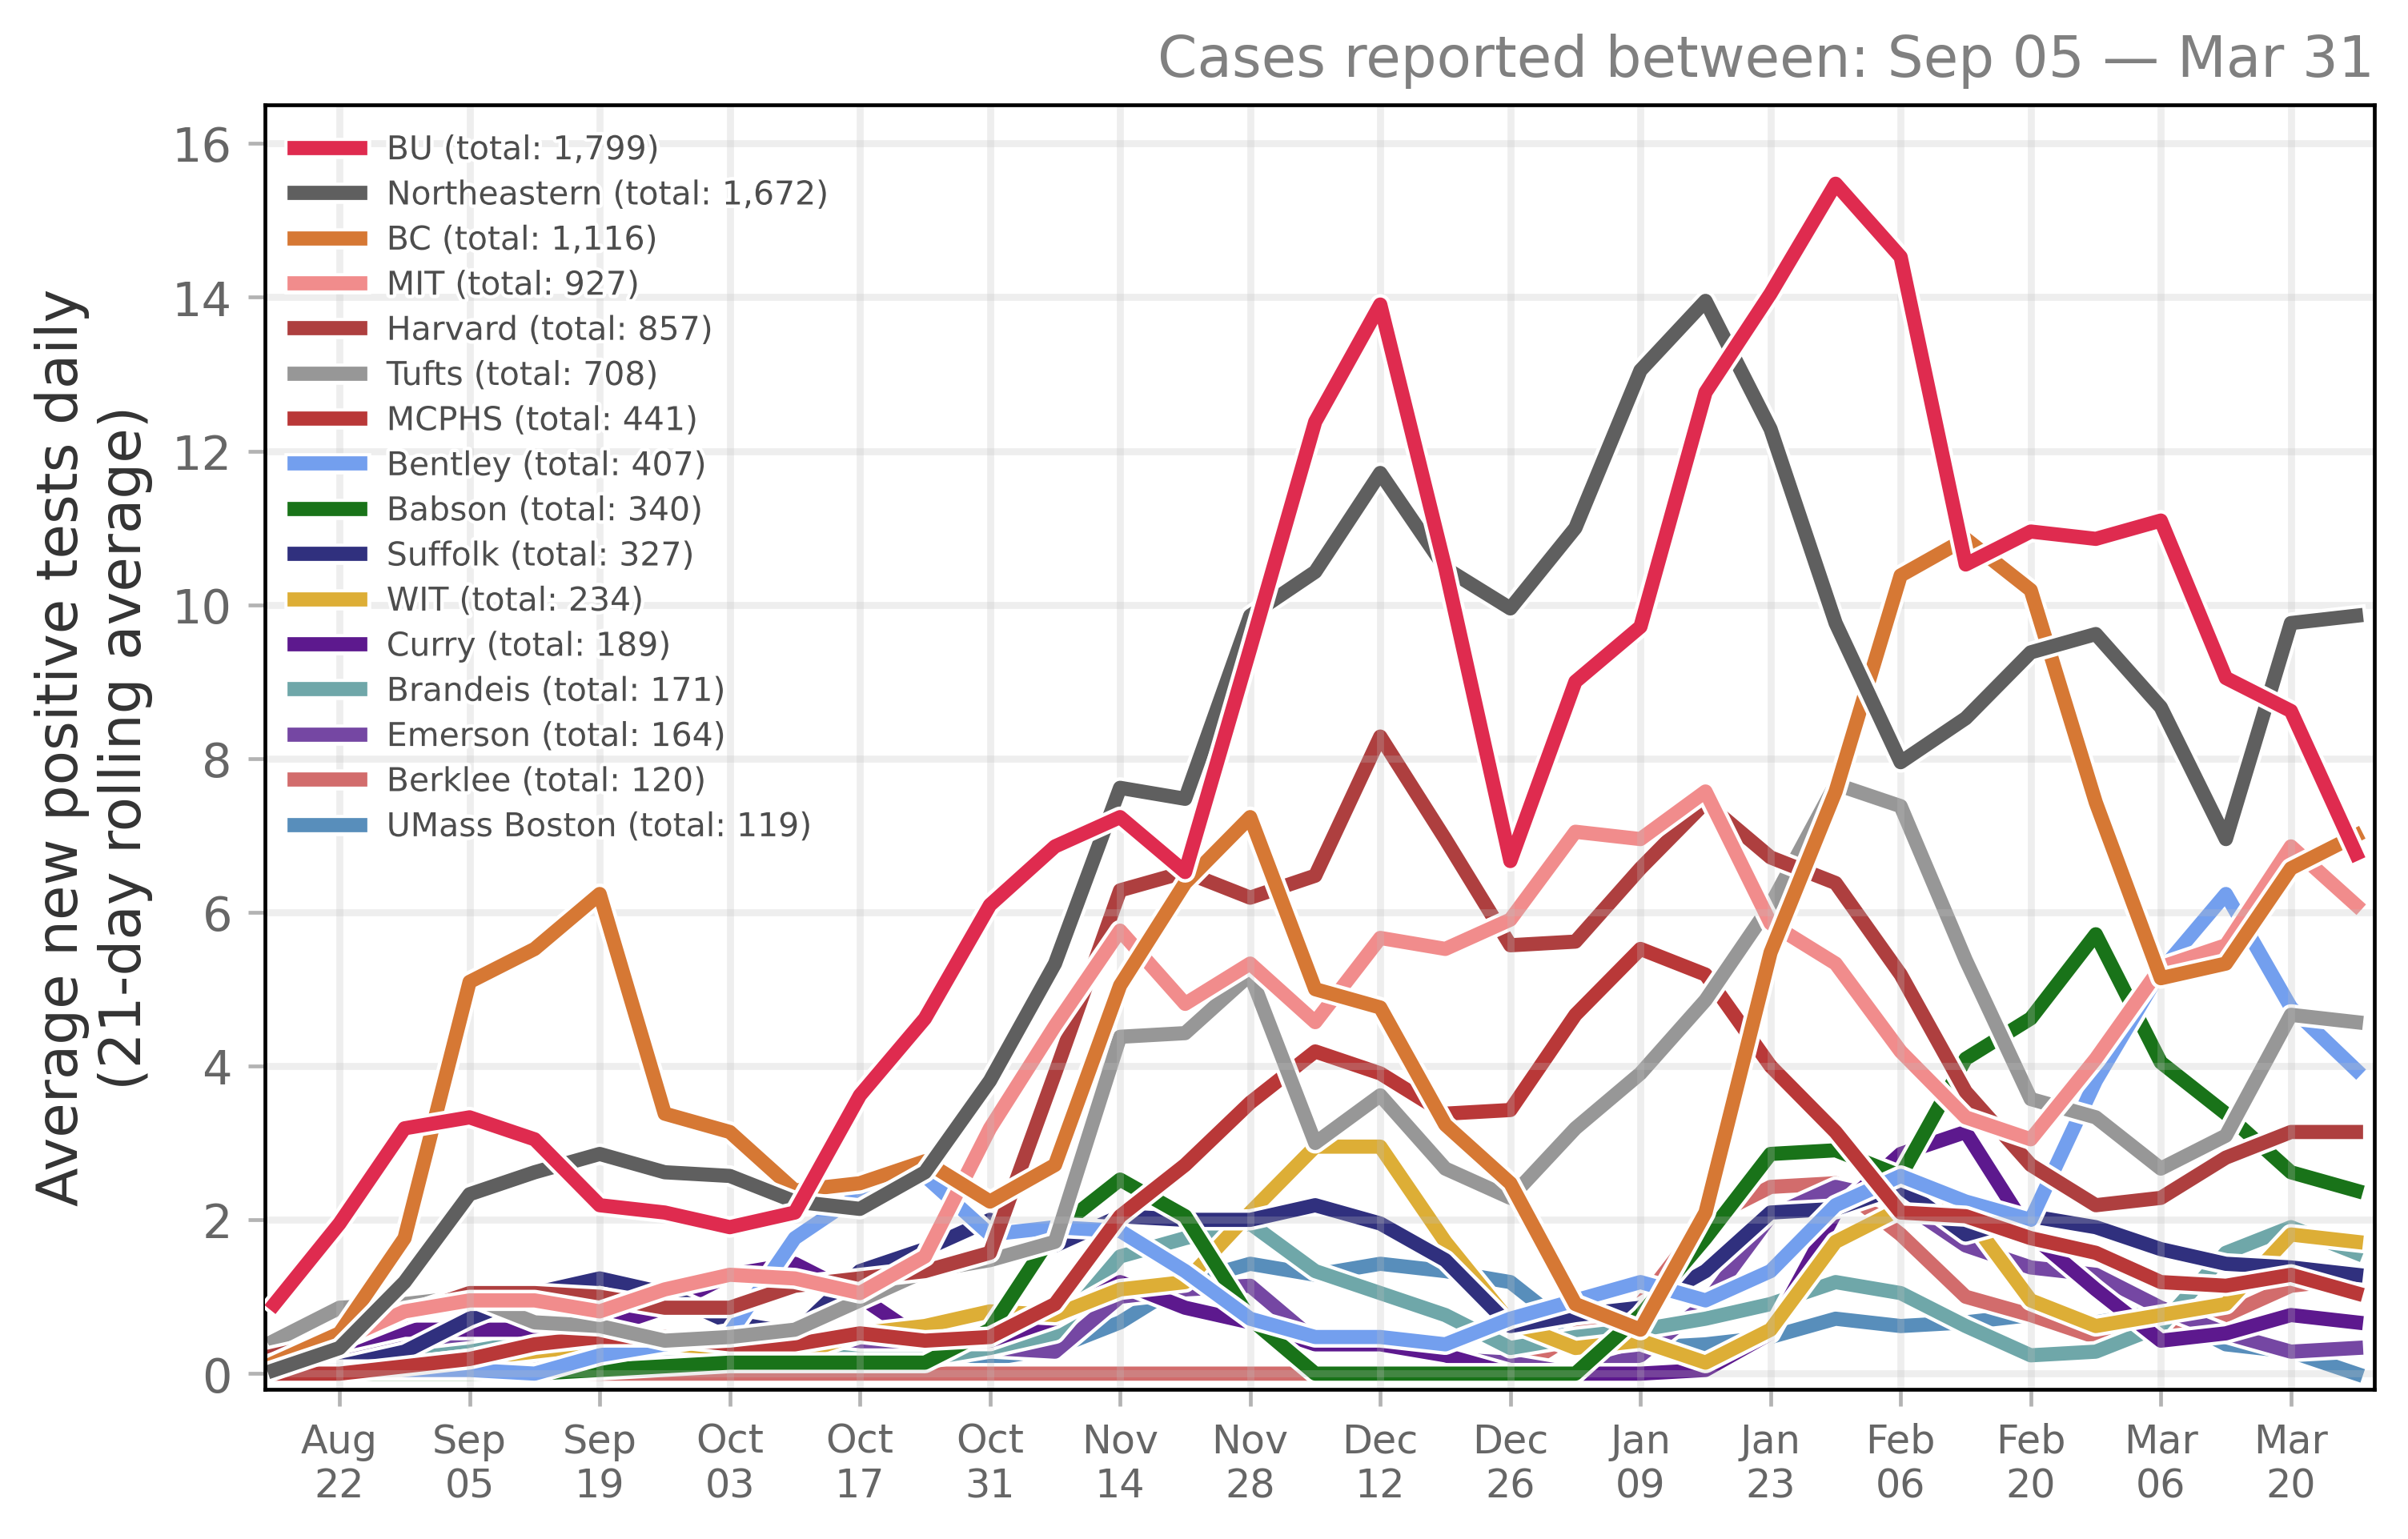 Cases reported between: Sep 05 — Mar 31
Average new positive tests daily
(21-day rolling average)
16
14
12
10
8
6
4
2
0
BU (total: 1,799)
Northeastern (total: 1,672)
BC (total: 1,116)
MIT (total: 927)
Harvard (total: 857)
Tufts (total: 708)
MCPHS (total: 441)
Bentley (total: 407)
Babson (total: 340)
Suffolk (total: 327)
WIT (total: 234)
Curry (total: 189)
Brandeis (total: 171)
Emerson (total: 164)
Berklee (total: 120)
UMass Boston (total: 119)
Aug Sep Sep Oct Oct Oct Nov Nov Dec Dec Jan Jan Feb Feb Mar Mar
22 05 19 03 17 31 14 28 12 26 09 23 06 20 06 20